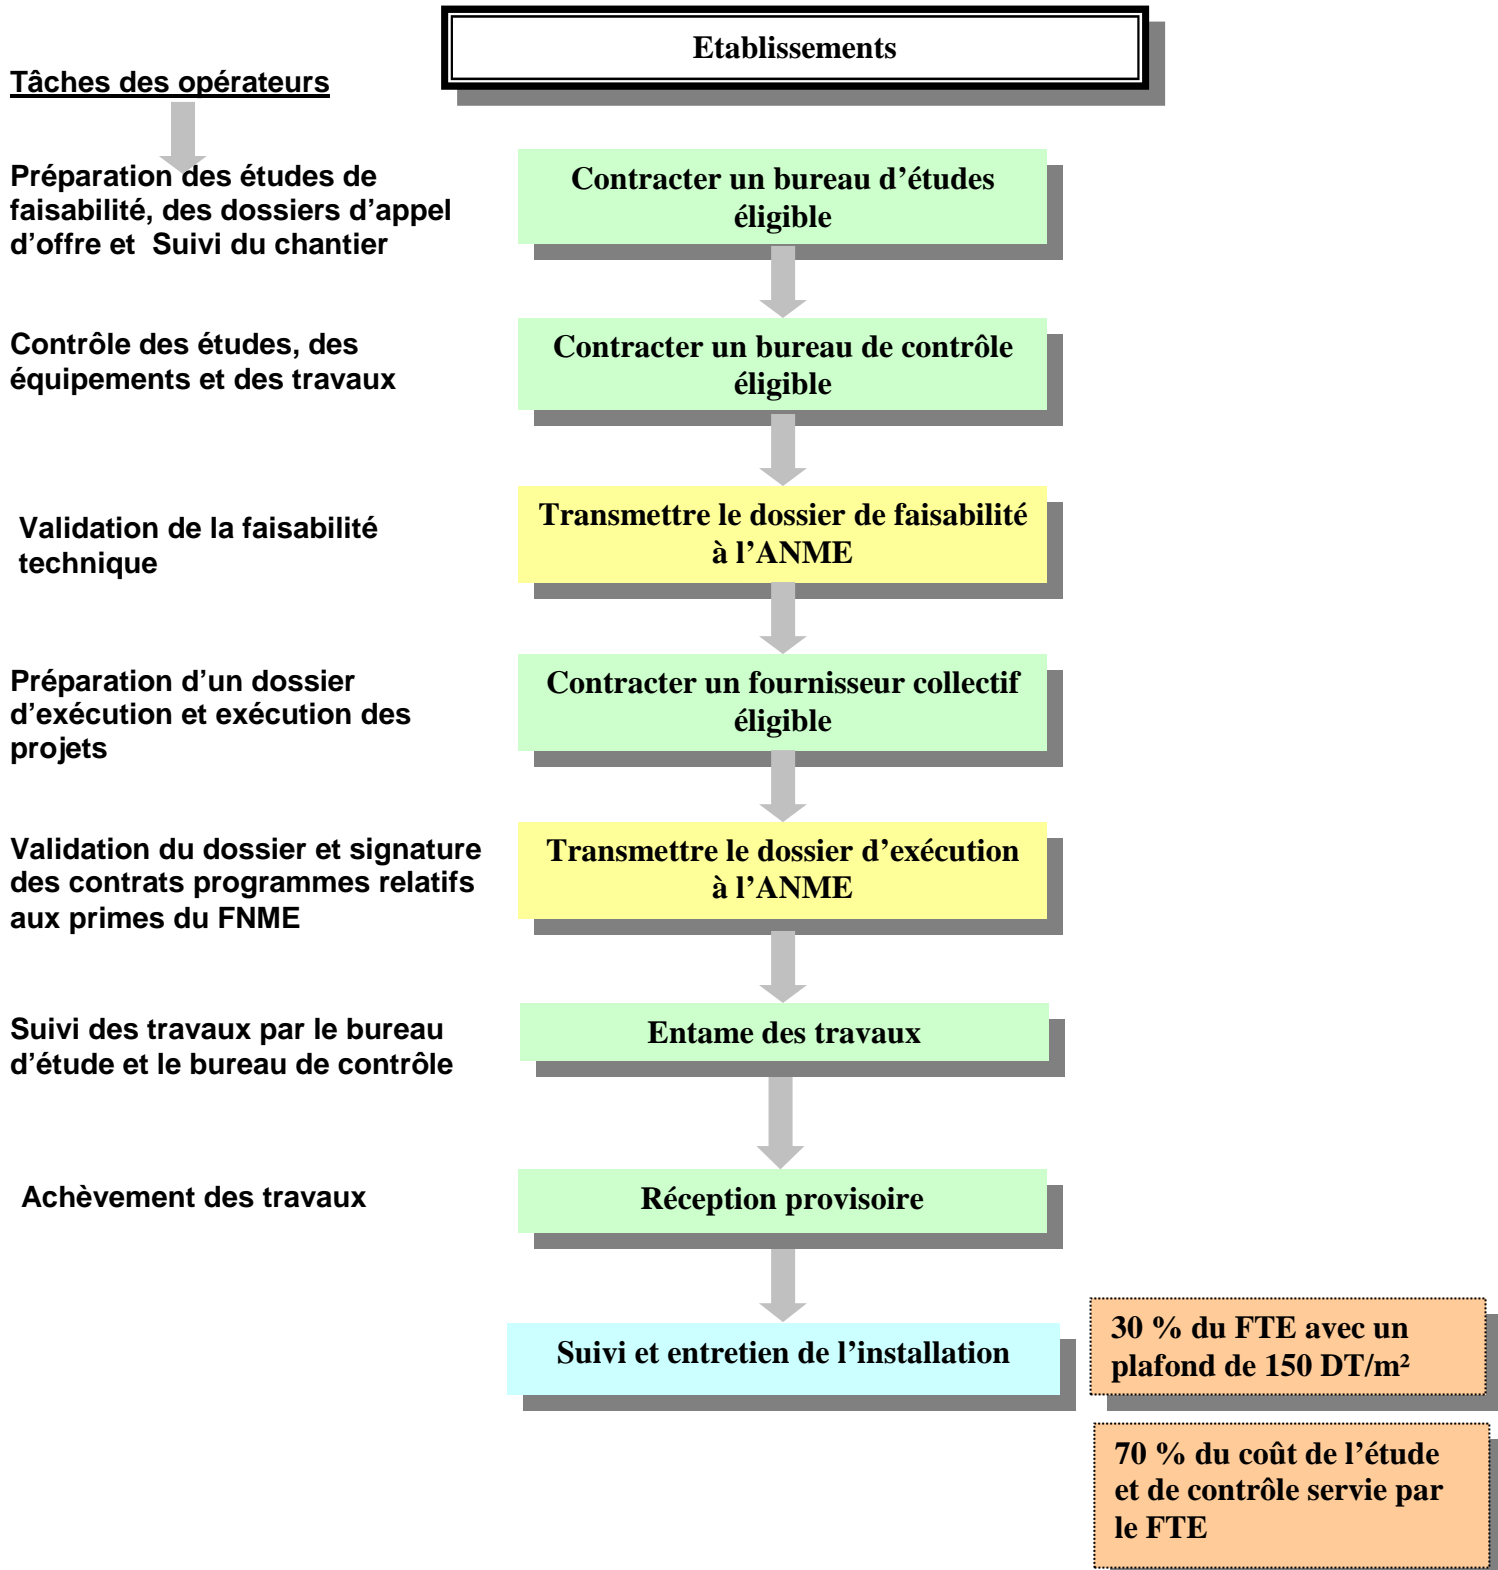 Etablissements
Tâches des opérateurs
Préparation des études de
faisabilité, des dossiers d'appel
d'offre et  Suivi du chantier
Contracter un bureau d'études
éligible
Contrôle des études, des
équipements et des travaux
Contracter un bureau de contrôle
éligible
Validation de la faisabilité
technique
Transmettre le dossier de faisabilité
à l'ANME
Préparation d'un dossier
d'exécution et exécution des
projets
Contracter un fournisseur collectif
éligible
Validation du dossier et signature
des contrats programmes relatifs
aux primes du FNME
Transmettre le dossier d'exécution
à l'ANME
Suivi des travaux par le bureau
d'étude et le bureau de contrôle
Entame des travaux
Achèvement des travaux
Réception provisoire
Suivi et entretien de l'installation
30 % du FTE avec un
plafond de 150 DT/m²
70 % du coût de l'étude
et de contrôle servie par
le FTE